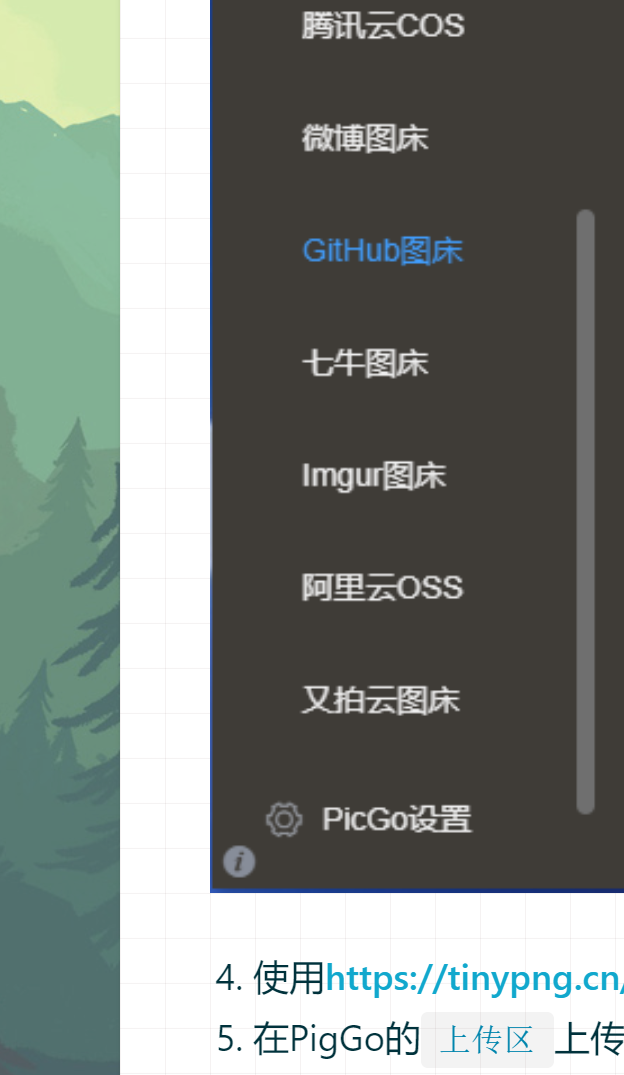 腾讯云COS
微博图床
GitHub图床
七牛图床
Imgur图床
阿里云OSS
又拍云图床
PicGo设置
i
4. 使用https://tinypng.cn/
5. 在PigGo的 上传区 上传